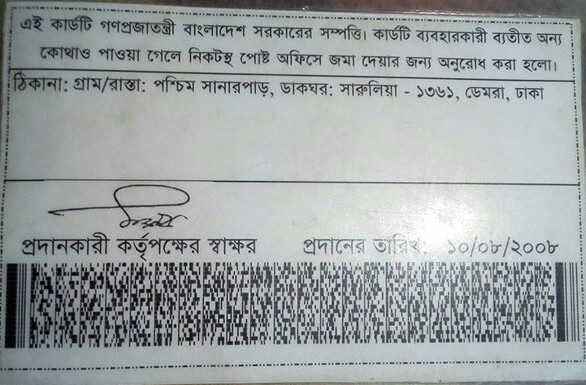 এই কার্ডটি গণপ্রজাতন্ত্রী বাংলাদেশ সরকারের সম্পত্তি। কার্ডটি ব্যবহারকারী ব্যতীত অন্য
কোথাও পাওয়া গেলে নিকটস্থ পোষ্ট অফিসে জমা দেয়ার জন্য অনুরোধ করা হলো।
ঠিকানা: গ্রাম/রাস্তা: পশ্চিম সানারপাড়, ডাকঘর: সারুলিয়া - ১৩৬১, ডেমরা, ঢাকা
প্রদানকারী কর্তৃপক্ষের স্বাক্ষর প্রদানের তারিখ: ১০/০৮/২০০৮